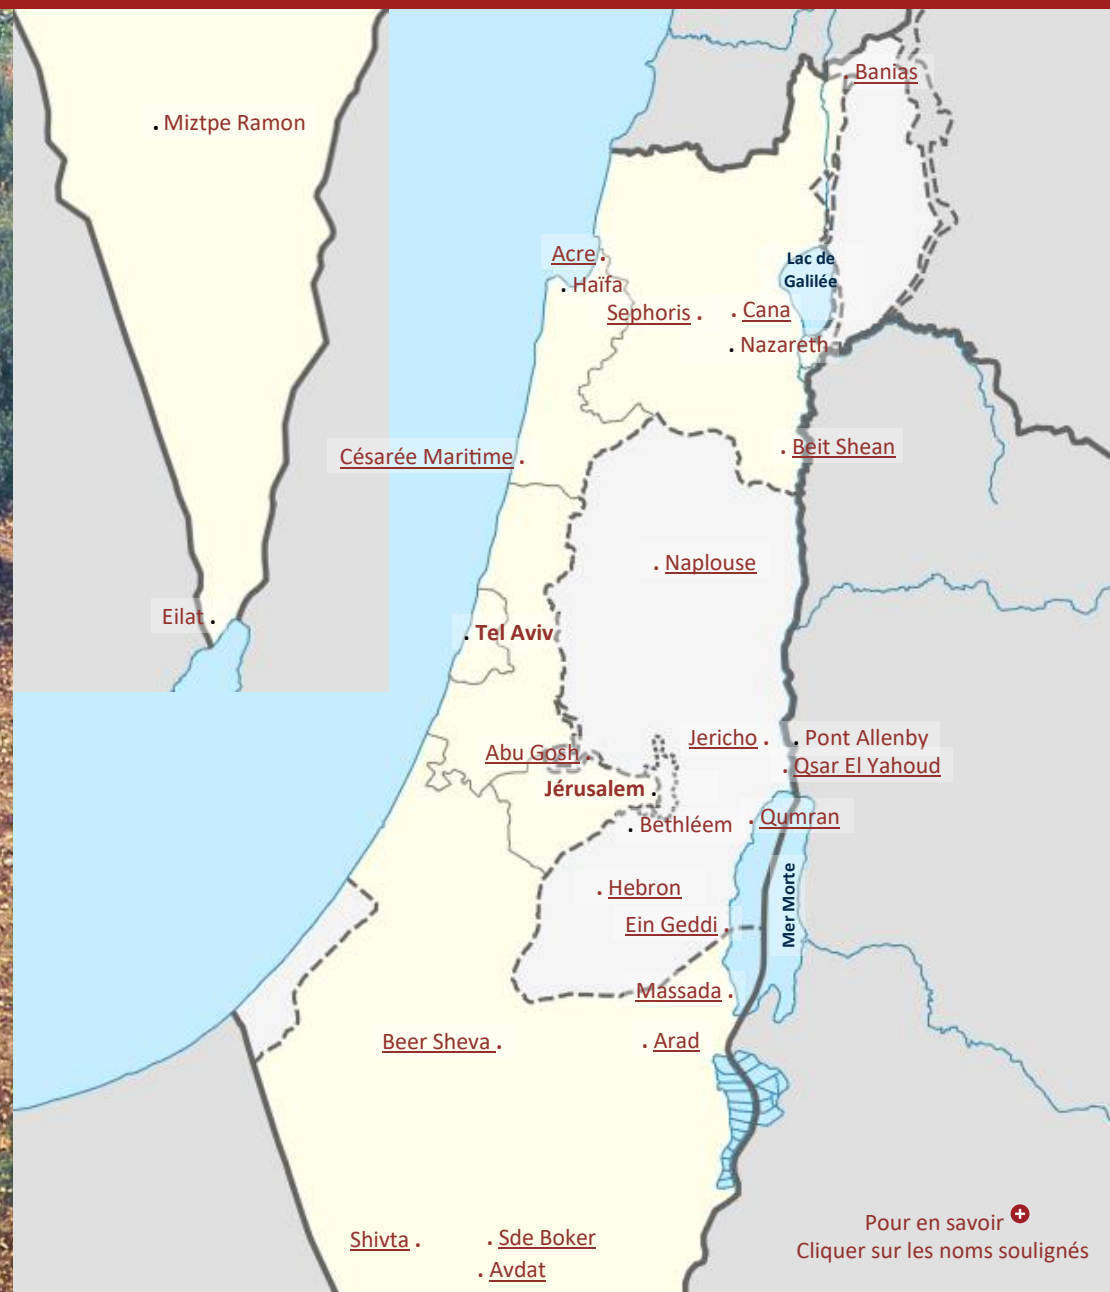 Banias
Miztpe Ramon
Acre
Lac de
Galilée
Haïfa
Sephoris
Cana
Nazareth
Césarée Maritime
Beit Shean
Naplouse
Eilat
Tel Aviv
Jericho
Pont Allenby
Abu Gosh
Qsar El Yahoud
Jérusalem
Bethléem
Qumran
Hebron
Mer Morte
Ein Geddi
Massada
Beer Sheva
Arad
Pour en savoir +
Cliquer sur les noms soulignés
Shivta
Sde Boker
Avdat